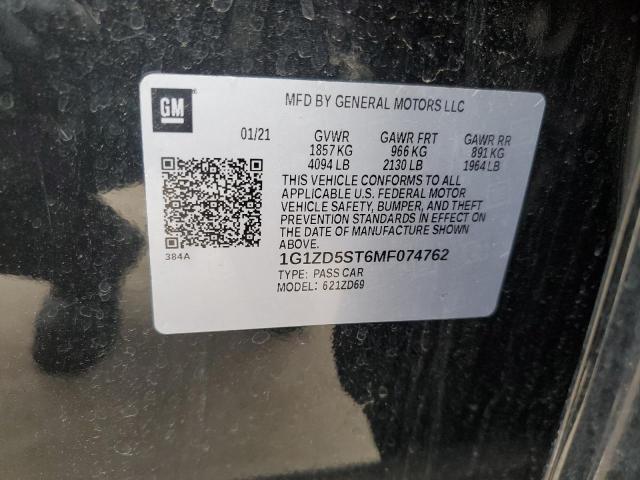 GM
MFD BY GENERAL MOTORS LLC
01/21 GVWR GAWR FRT GAWR RR
1857 KG 966 KG 891 KG
4094 LB 2130 LB 1964 LB
THIS VEHICLE CONFORMS TO ALL
APPLICABLE U.S. FEDERAL MOTOR
VEHICLE SAFETY, BUMPER, AND THEFT
PREVENTION STANDARDS IN EFFECT ON
THE DATE OF MANUFACTURE SHOWN
ABOVE.
384A
1G1ZD5ST6MF074762
TYPE: PASS CAR
MODEL: 621ZD69